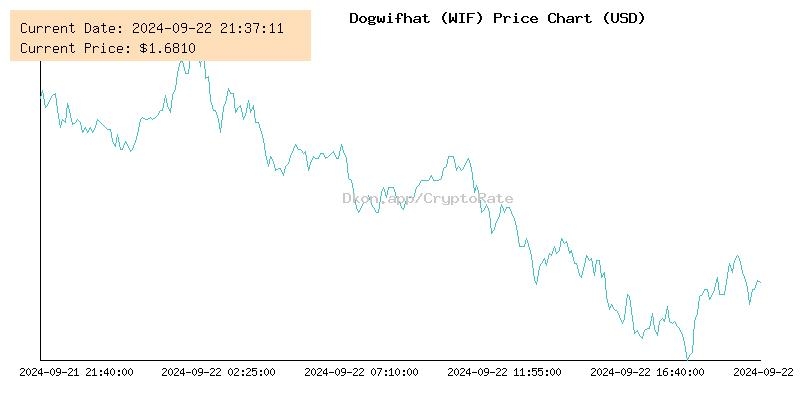 Dogwifhat (WIF) Price Chart (USD)
Current Date: 2024-09-22 21:37:11
Current Price: $1.6810
Dkon.app/CryptoRate
2024-09-21 21:40:00
2024-09-22 02:25:00
2024-09-22 07:10:00
2024-09-22 11:55:00
2024-09-22 16:40:00
2024-09-22